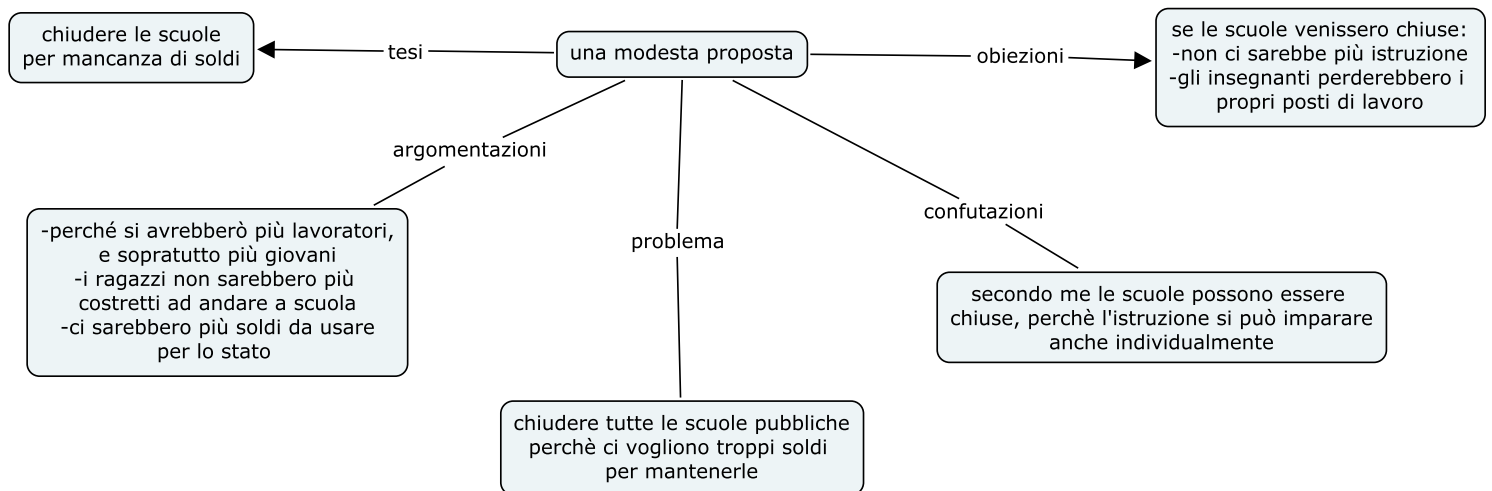 chiudere le scuole
per mancanza di soldi
tesi
una modesta proposta
obiezioni
se le scuole venissero chiuse:
-non ci sarebbe più istruzione
-gli insegnanti perderebbero i
propri posti di lavoro
argomentazioni
-perché si avrebberò più lavoratori,
e sopratutto più giovani
-i ragazzi non sarebbero più
costretti ad andare a scuola
-ci sarebbero più soldi da usare
per lo stato
problema
chiudere tutte le scuole pubbliche
perchè ci vogliono troppi soldi
per mantenerle
confutazioni
secondo me le scuole possono essere
chiuse, perchè l'istruzione si può imparare
anche individualmente